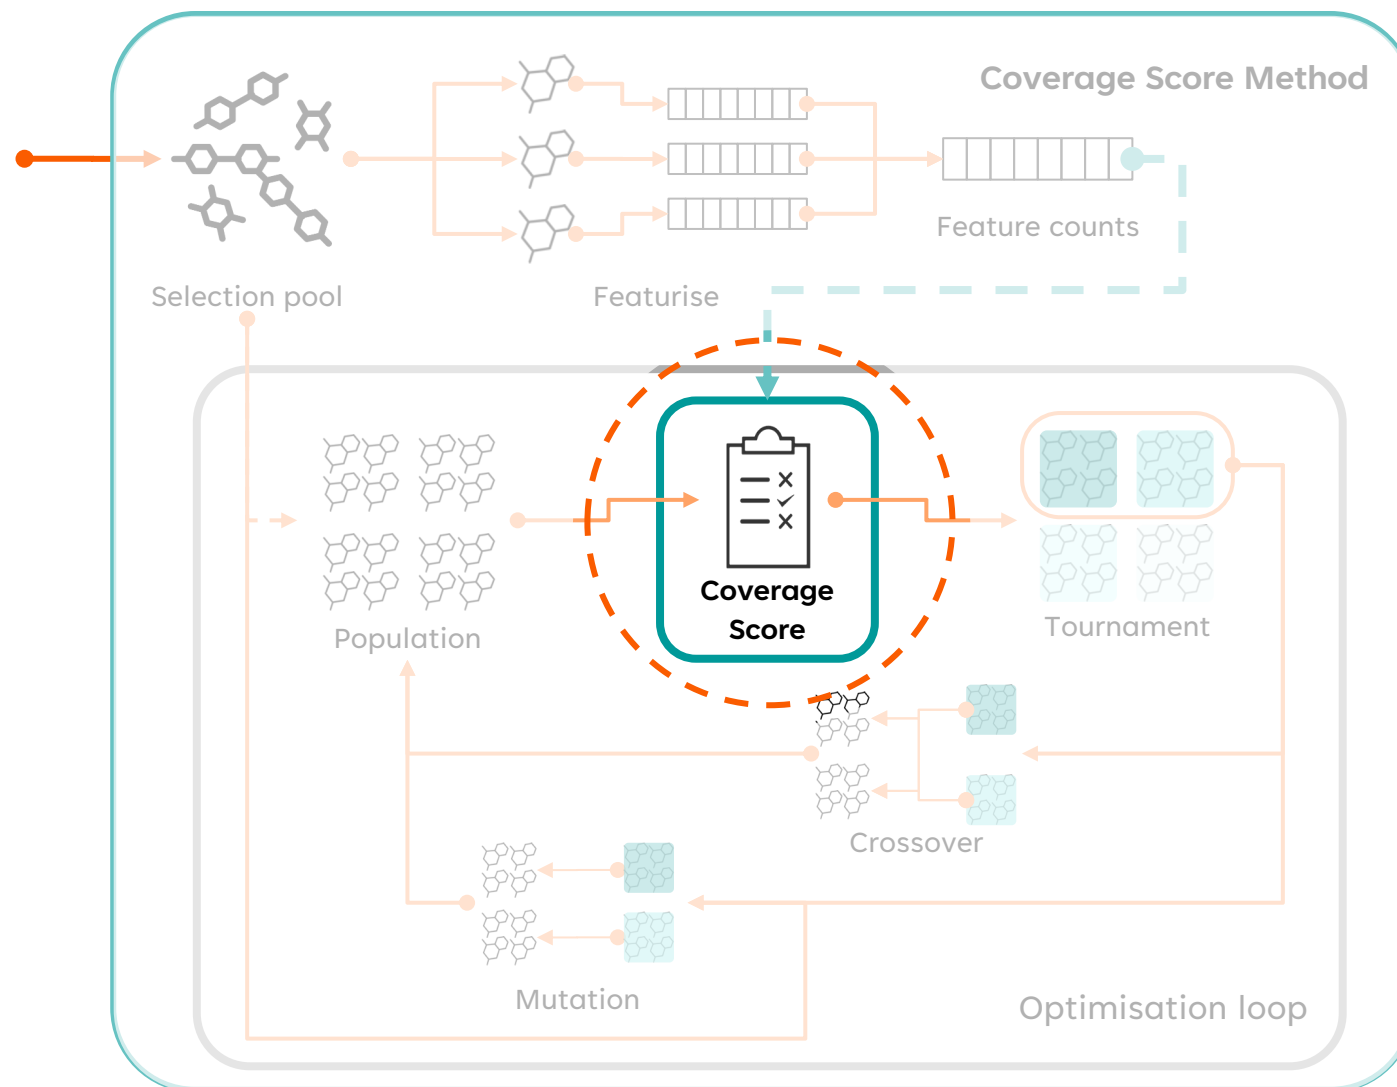 Coverage Score Method
Feature counts
Selection pool
Featurise
Coverage
Score
Population
Tournament
Crossover
Mutation
Optimisation loop